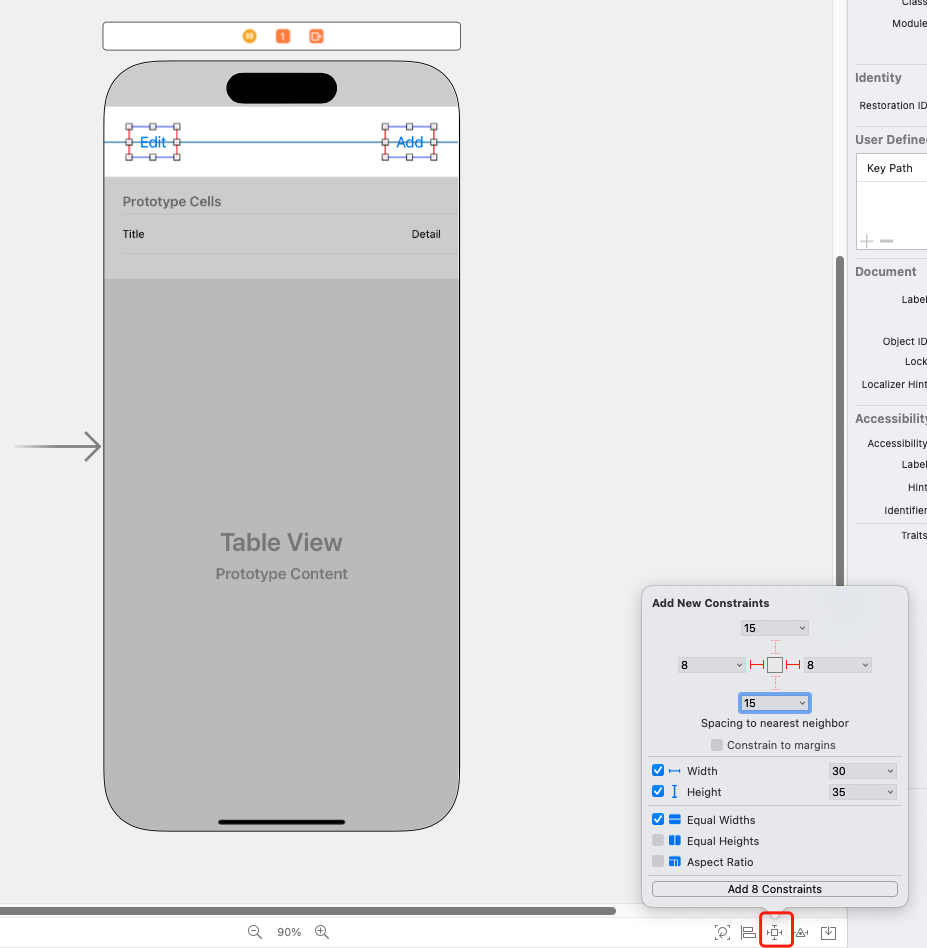 Class
Module
1
Identity
Restoration ID
Edit
Add
User Define
Key Path
Prototype Cells
Title
Detail
Document
Label
Object ID
Lock
Localizer Hint
Accessibility
Accessibility
Label
Hint
Identifier
Traits
Table View
Prototype Content
Add New Constraints
15
8
8
15
Spacing to nearest neighbor
Constrain to margins
Width
30
Height
35
Equal Widths
Equal Heights
Aspect Ratio
Add 8 Constraints
90%